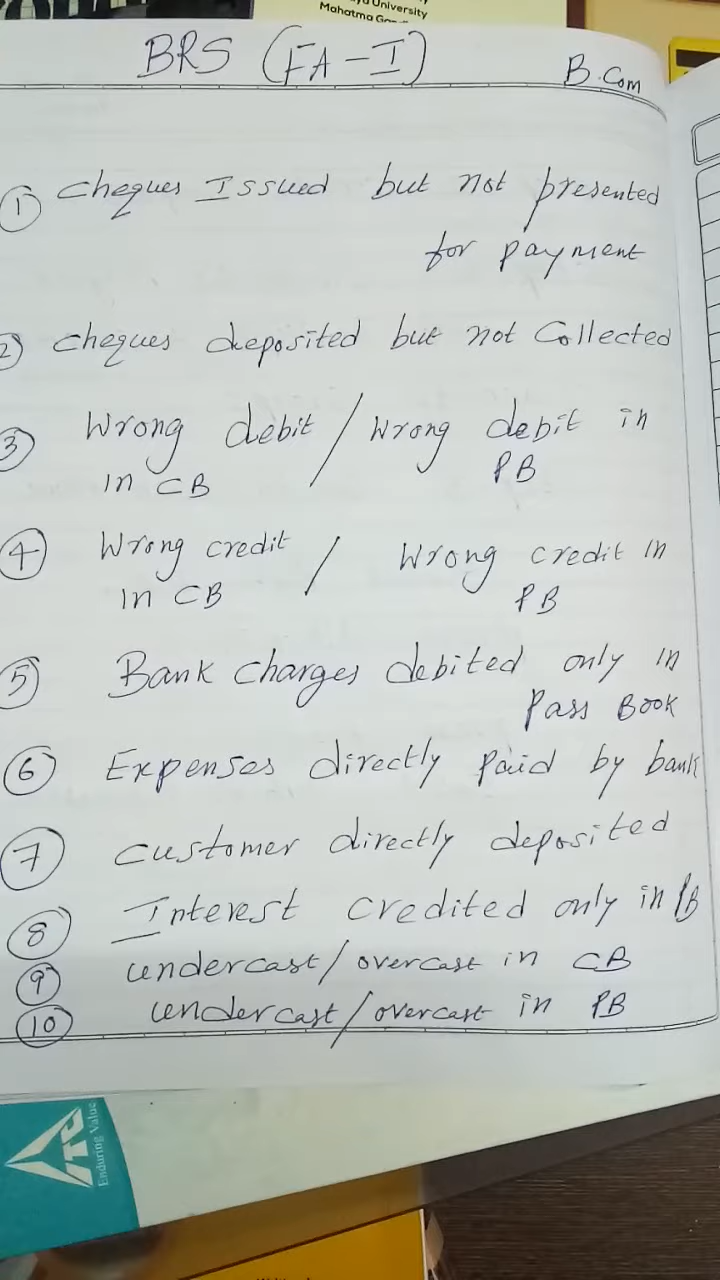 University
Mahatma
BRS (FA-I)
B.Com
① Cheques Issued but not presented
for payment
② Cheques deposited but not Collected
③ Wrong debit / Wrong debit in
in CB PB
④ Wrong credit / Wrong credit in
in CB PB
⑤ Bank charges debited only in
Pass Book
⑥ Expenses directly paid by bank
⑦ Customer directly deposited
⑧ Interest credited only in PB
⑨ undercast/overcast in CB
⑩ undercast/overcast in PB
ITC
Enduring Value